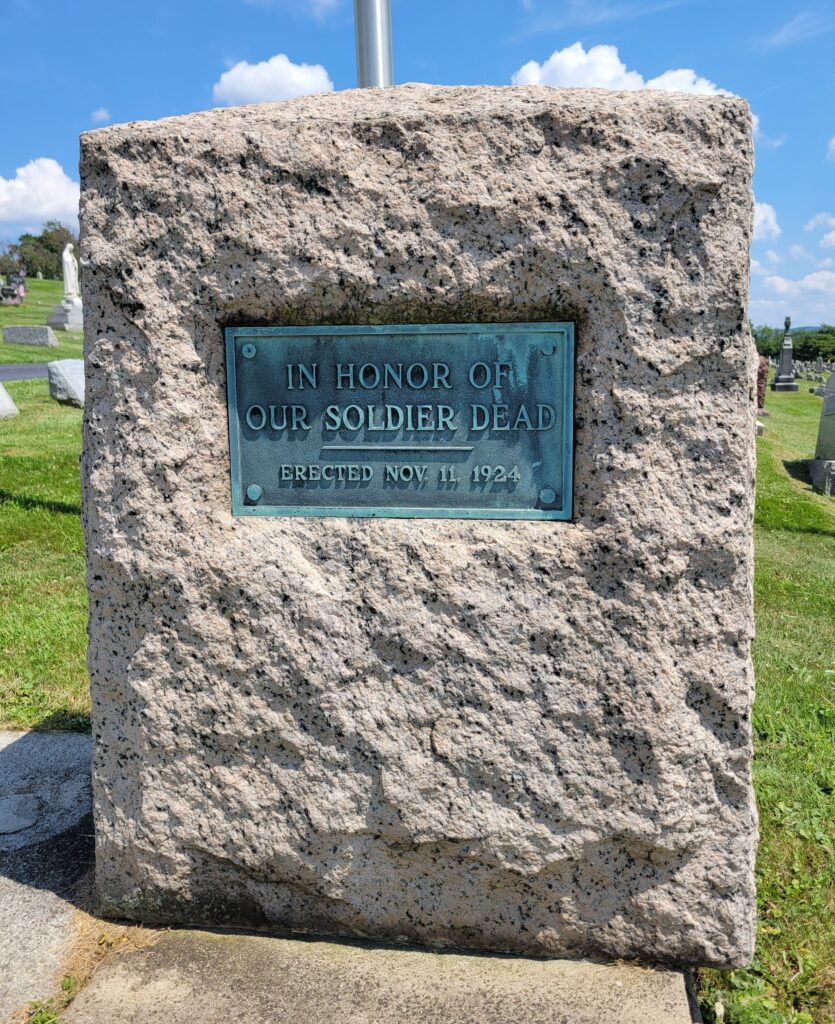 IN HONOR OF
OUR SOLDIER DEAD
ERECTED NOV. 11, 1924